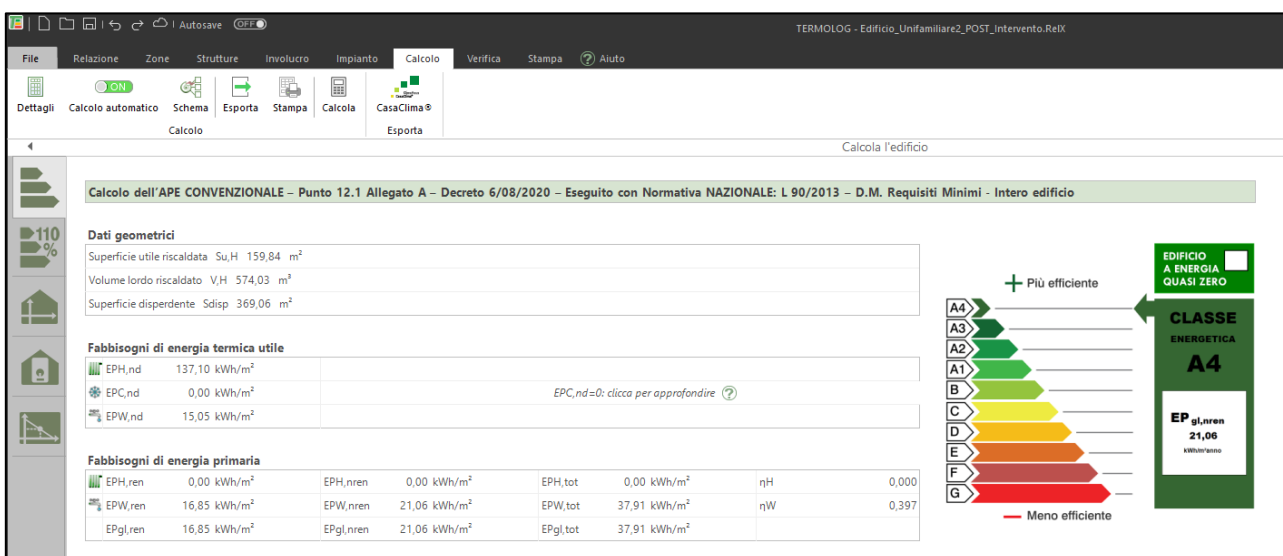 Autosave OFF TERMOLOG - Edificio_Unifamiliare2_POST_Intervento.RelX
File Relazione Zone Strutture Involucro Impianto Calcolo Verifica Stampa ? Aiuto
ON
Dettagli Calcolo automatico Schema Esporta Stampa Calcola CasaClima®
Calcolo Esporta
Calcola l'edificio
110
%
Calcolo dell'APE CONVENZIONALE – Punto 12.1 Allegato A – Decreto 6/08/2020 – Eseguito con Normativa NAZIONALE: L 90/2013 – D.M. Requisiti Minimi - Intero edificio
Dati geometrici
Superficie utile riscaldata Su,H 159,84 m²
Volume lordo riscaldato V,H 574,03 m³
Superficie disperdente Sdisp 369,06 m²
Fabbisogni di energia termica utile
EPH,nd 137,10 kWh/m²
EPC,nd 0,00 kWh/m² EPC,nd=0: clicca per approfondire ?
EPW,nd 15,05 kWh/m²
Fabbisogni di energia primaria
EPH,ren 0,00 kWh/m² EPH,nren 0,00 kWh/m² EPH,tot 0,00 kWh/m² ηH 0,000
EPW,ren 16,85 kWh/m² EPW,nren 21,06 kWh/m² EPW,tot 37,91 kWh/m² ηW 0,397
EPgl,ren 16,85 kWh/m² EPgl,nren 21,06 kWh/m² EPgl,tot 37,91 kWh/m²
Più efficiente
A4
A3
A2
A1
B
C
D
E
F
G
Meno efficiente
EDIFICIO
A ENERGIA
QUASI ZERO
CLASSE
ENERGETICA
A4
EP gl,nren
21,06
kWh/m²anno